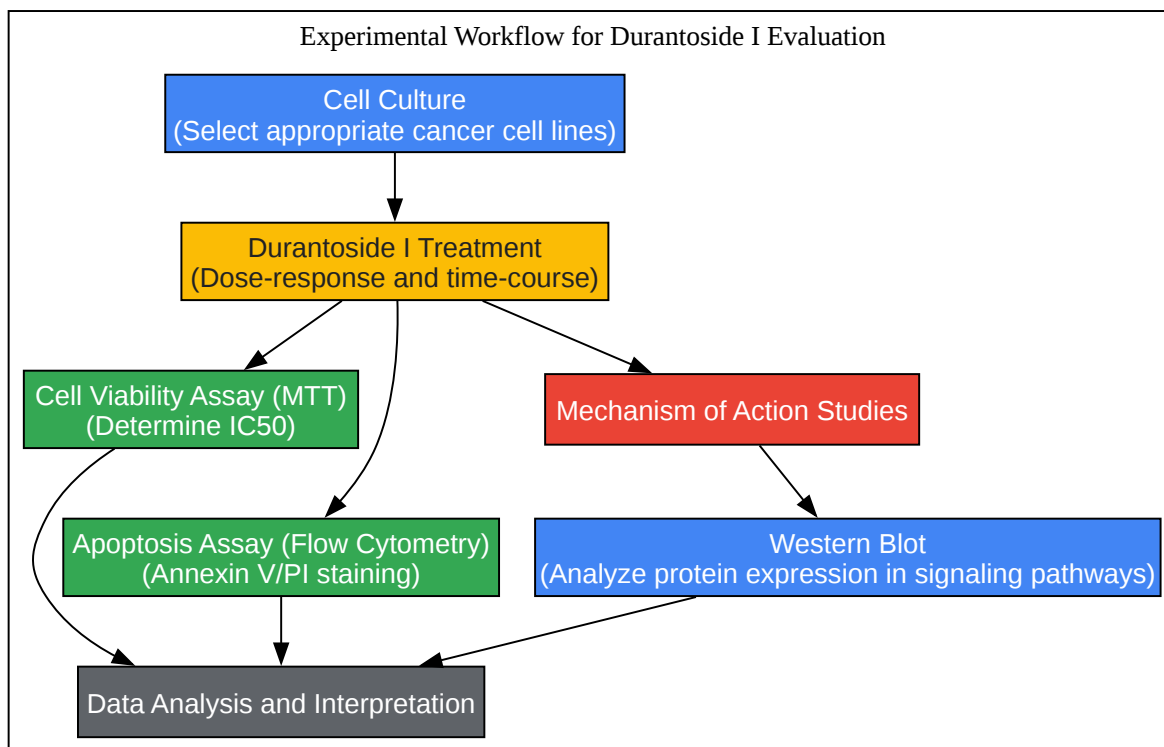 Experimental Workflow for Durantoside I Evaluation
Cell Culture
(Select appropriate cancer cell lines)
Durantoside I Treatment
(Dose-response and time-course)
Cell Viability Assay (MTT)
(Determine IC50)
Mechanism of Action Studies
Apoptosis Assay (Flow Cytometry)
(Annexin V/PI staining)
Western Blot
(Analyze protein expression in signaling pathways)
Data Analysis and Interpretation